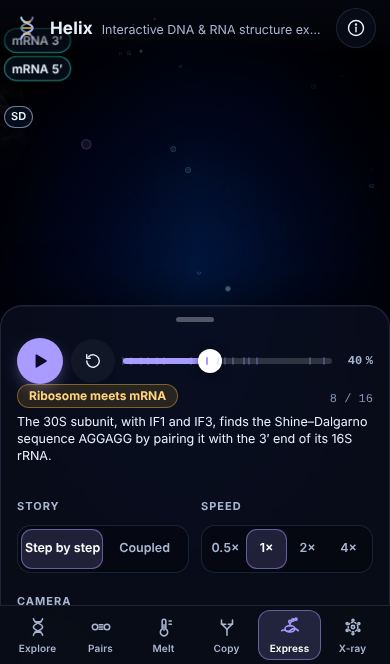 Helix Interactive DNA & RNA structure ex...
mRNA 3′
mRNA 5′
SD
40 %
Ribosome meets mRNA
8 / 16
The 30S subunit, with IF1 and IF3, finds the Shine–Dalgarno
sequence AGGAGG by pairing it with the 3′ end of its 16S
rRNA.
STORY
SPEED
Step by step Coupled
0.5× 1× 2× 4×
CAMERA
Explore Pairs Melt Copy Express X-ray